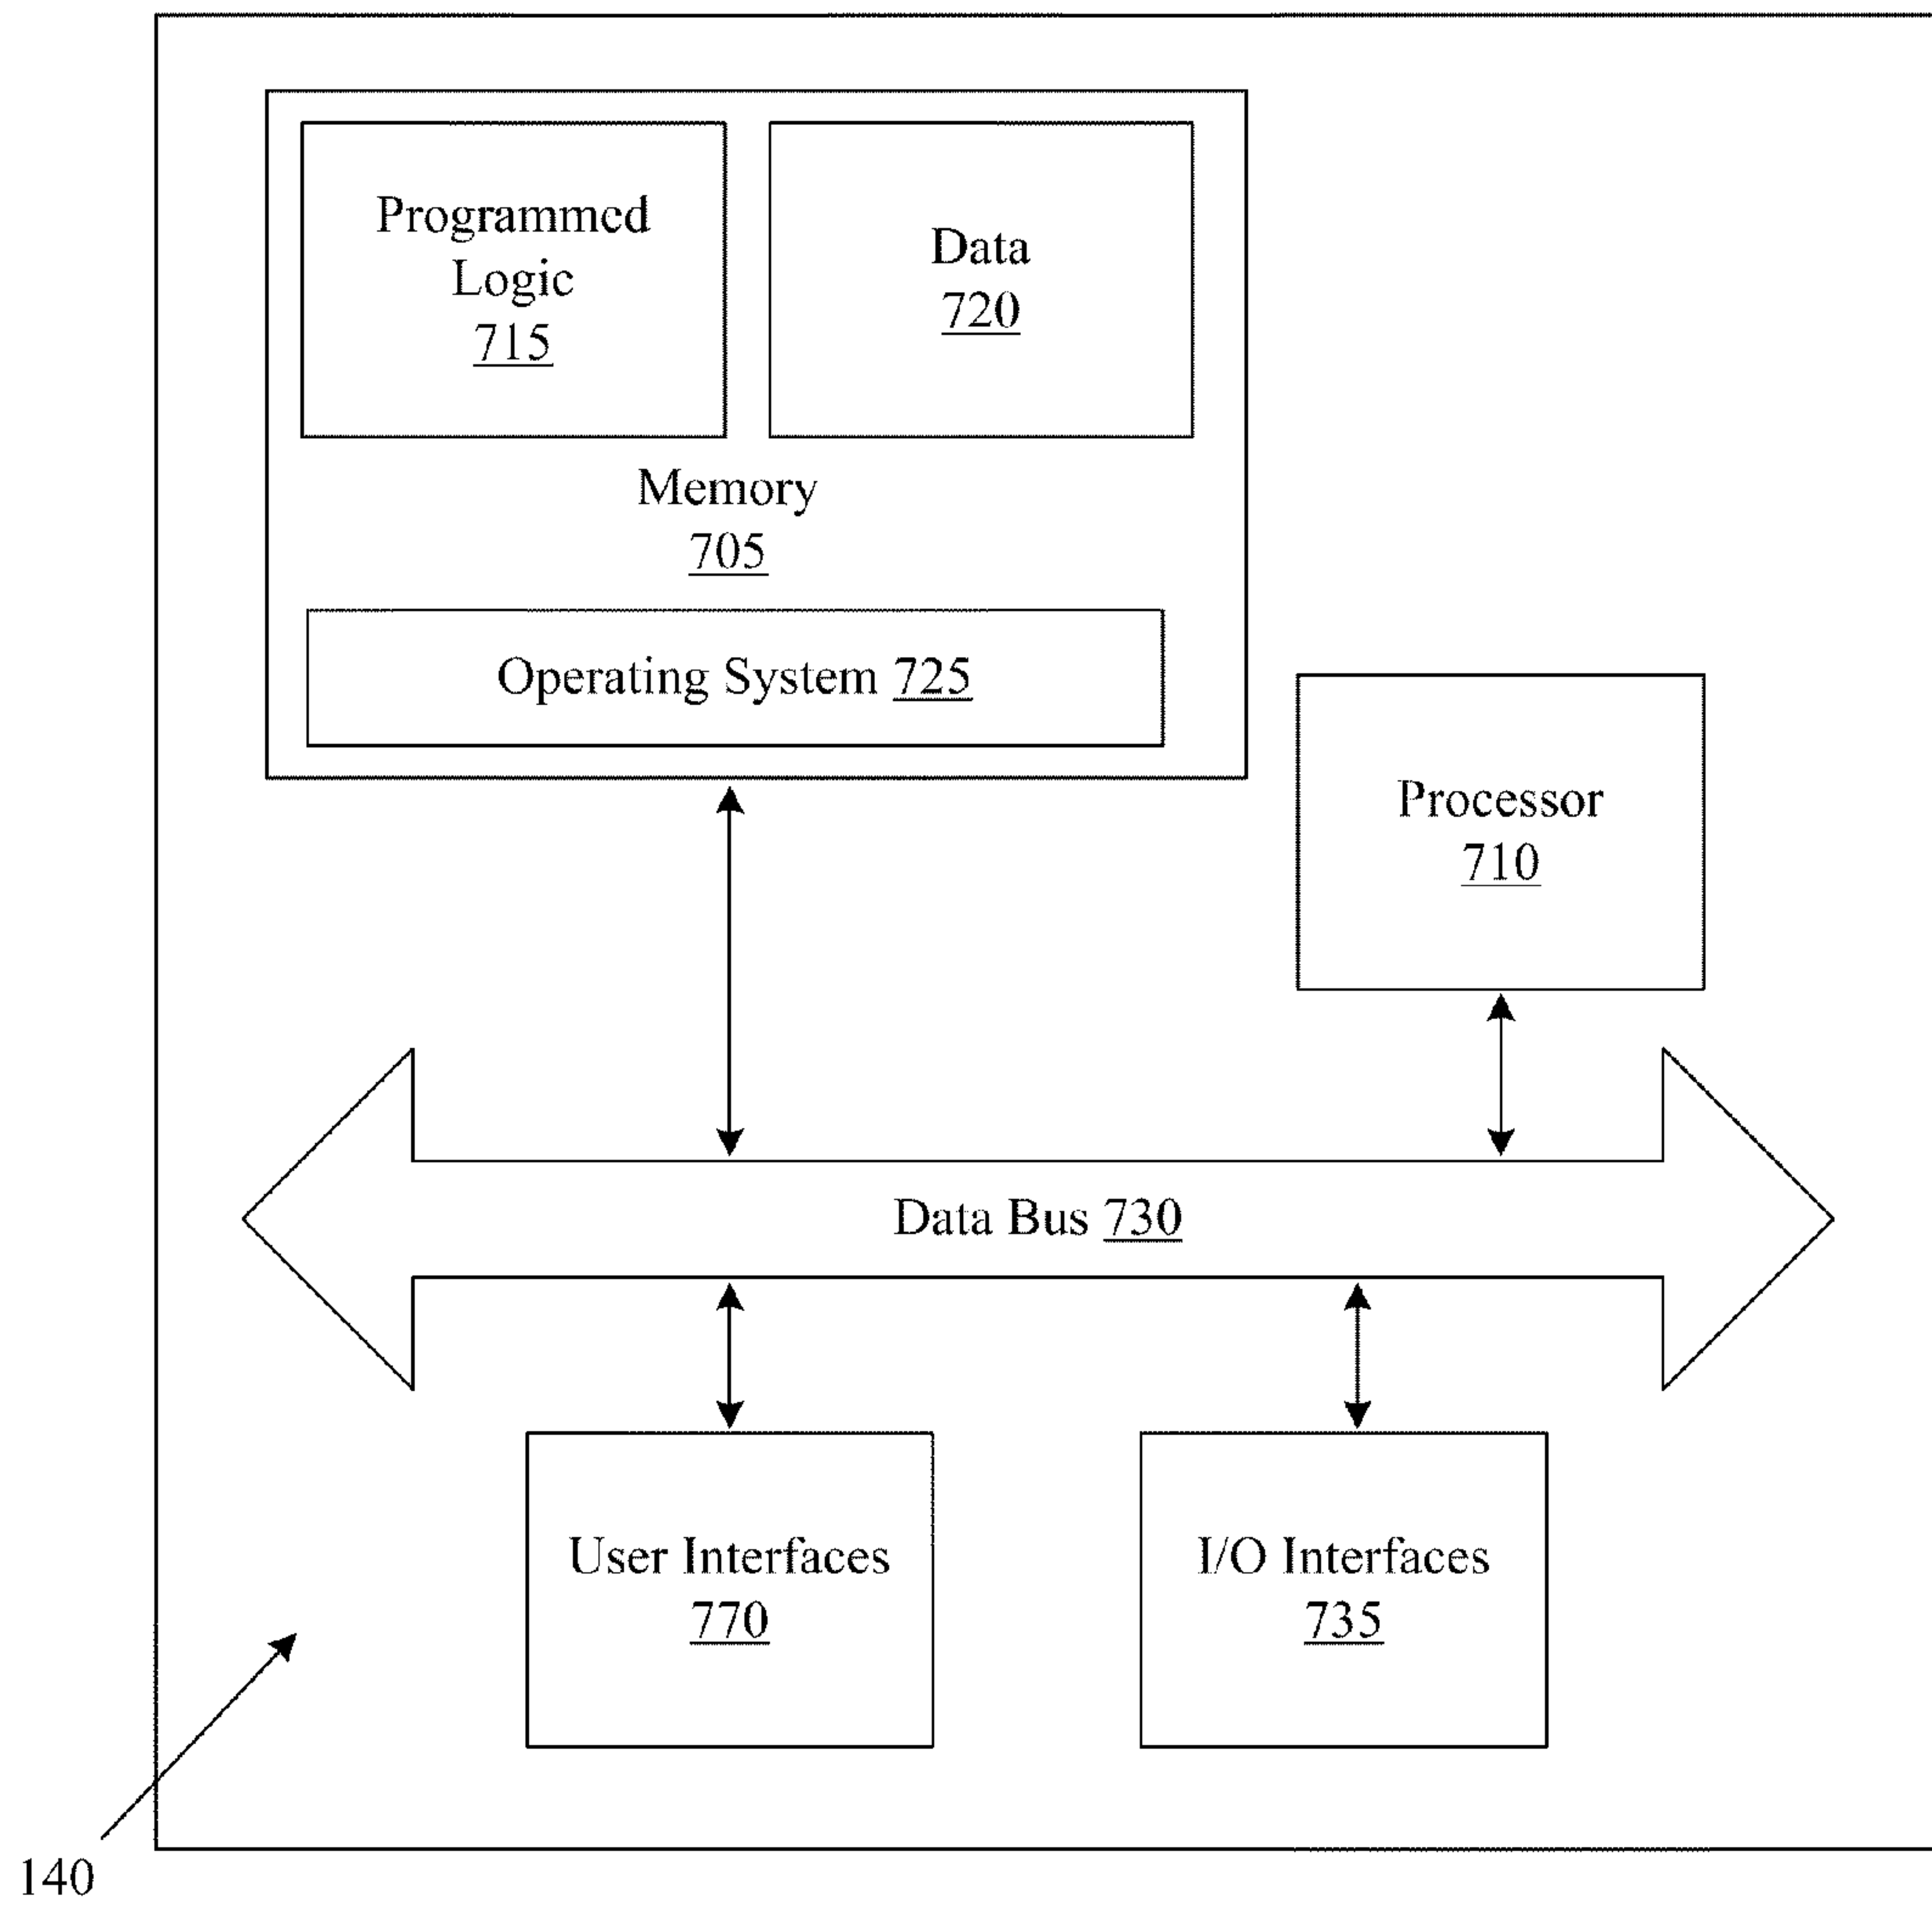 Programmed
Logic
715
Data
720
Memory
705
Operating System 725
Processor
710
Data Bus 730
User Interfaces
770
I/O Interfaces
735
140